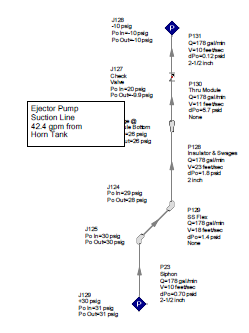 J128
-10 psig
Po In=-10 psig
Po Out=-10 psig
P131
Q=178 gal/min
V=10 feet/sec
dP=0.12 psid
2-1/2 inch
J127
Check
Valve
Po In=20 psig
Po Out=-9.9 psig
P130
Thru Module
Q=178 gal/min
V=11 feet/sec
dP=5.7 psid
None
Ejector Pump
Suction Line
42.4 gpm from
Horn Tank
@
Bottom
=26 psig
=26 psig
P128
Insulator & Swages
Q=178 gal/min
V=23 feet/sec
dP=1.8 psid
2 inch
J124
Po In=29 psig
Po Out=28 psig
P129
SS Flex
Q=178 gal/min
V=11 feet/sec
dP=1.4 psid
None
J125
Po In=30 psig
Po Out=30 psig
P23
Siphon
Q=178 gal/min
V=10 feet/sec
dP=0.70 psid
2-1/2 inch
J129
=30 psig
Po In=31 psig
Po Out=31 psig
P
P